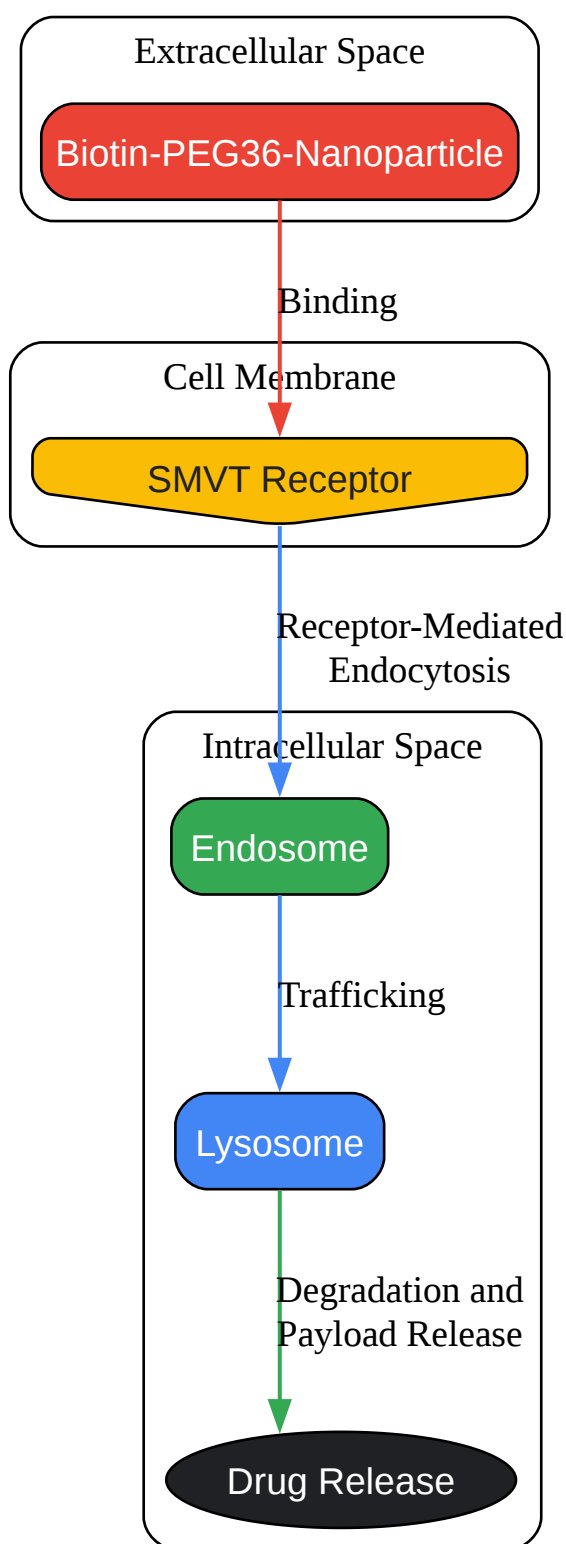 Extracellular Space
Biotin-PEG36-Nanoparticle
Binding
Cell Membrane
SMVT Receptor
Receptor-Mediated
Endocytosis
Intracellular Space
Endosome
Trafficking
Lysosome
Degradation and
Payload Release
Drug Release